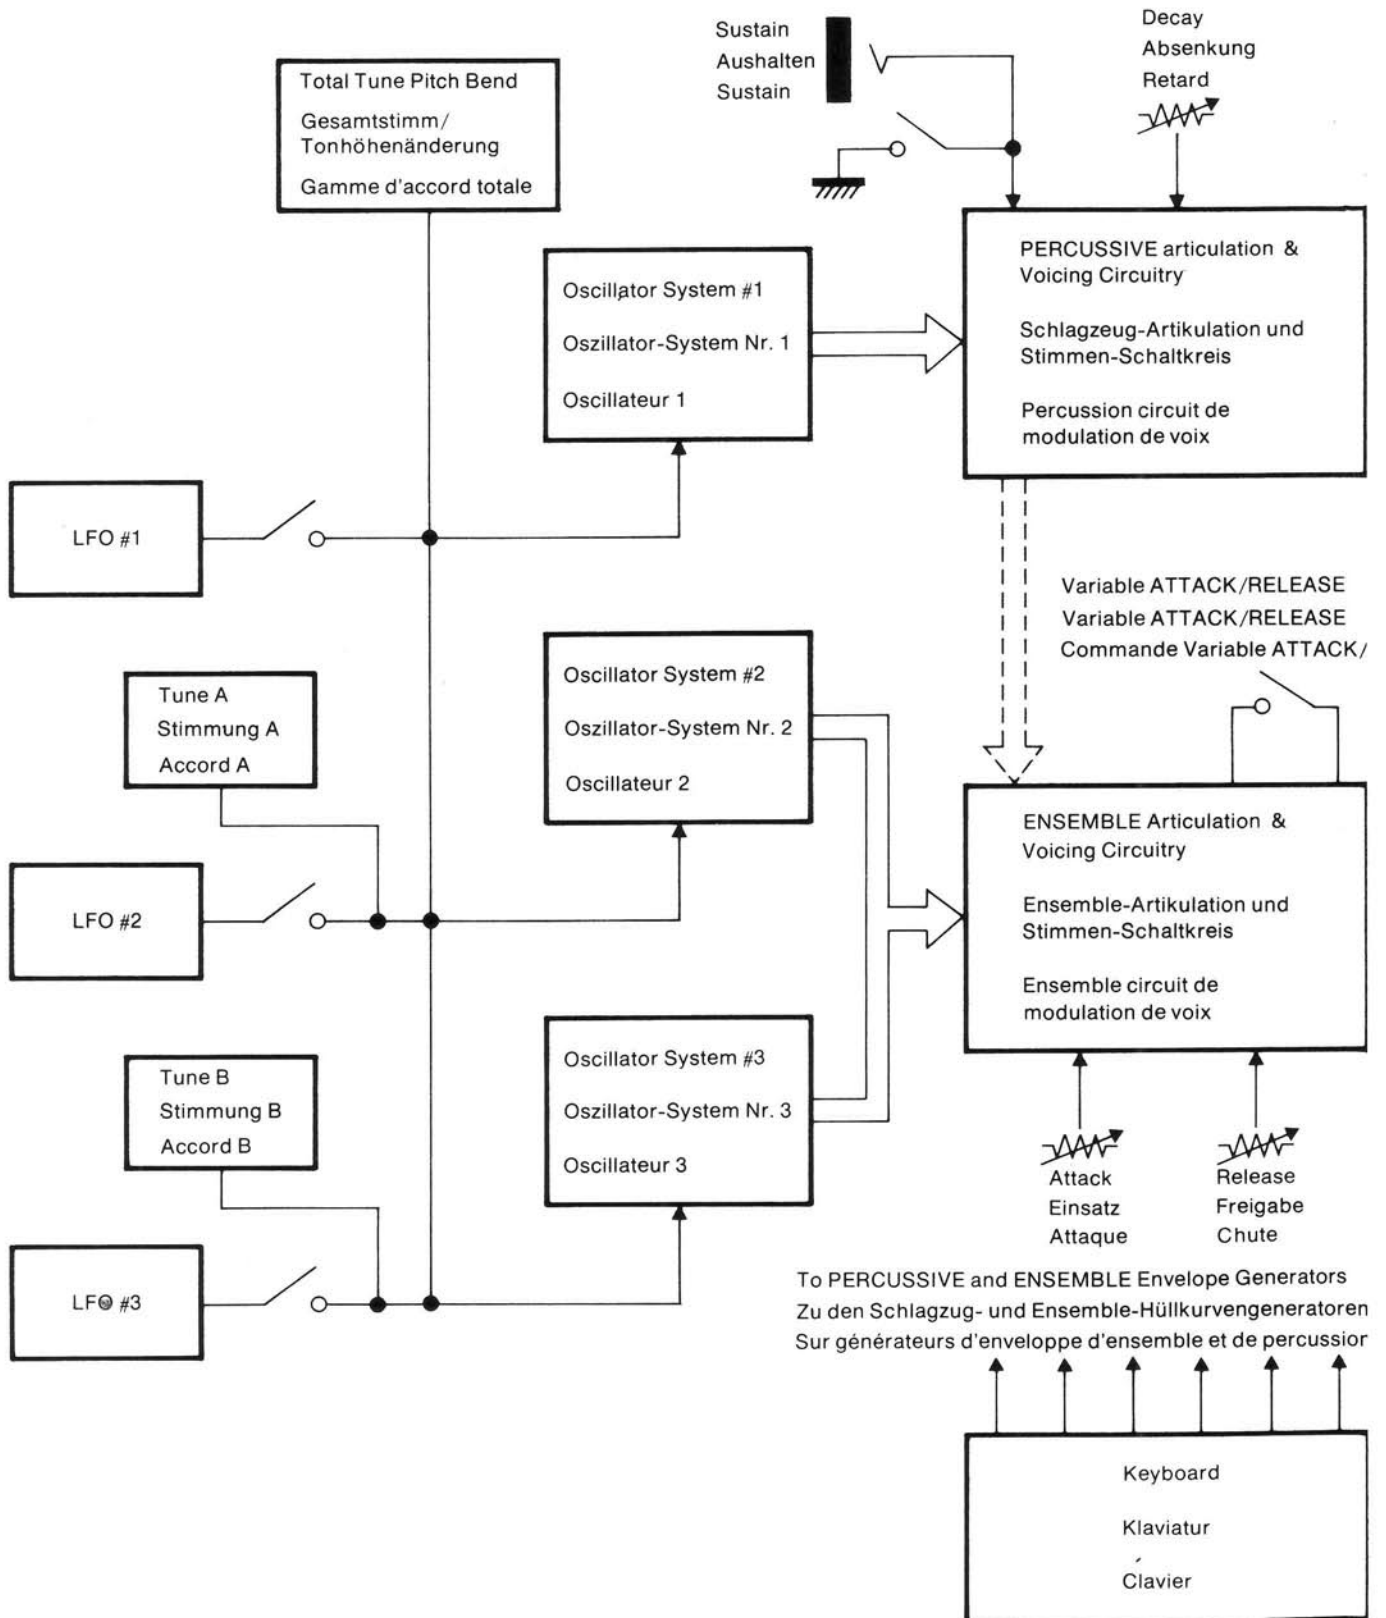 Sustain
Aushalten
Sustain
Decay
Absenkung
Retard
Total Tune Pitch Bend
Gesamtstimm/
Tonhöhenänderung
Gamme d'accord totale
Oscillator System #1
Oszillator-System Nr. 1
Oscillateur 1
PERCUSSIVE articulation &
Voicing Circuitry
Schlagzeug-Artikulation und
Stimmen-Schaltkreis
Percussion circuit de
modulation de voix
LFO #1
Variable ATTACK/RELEASE
Variable ATTACK/RELEASE
Commande Variable ATTACK/
Tune A
Stimmung A
Accord A
Oscillator System #2
Oszillator-System Nr. 2
Oscillateur 2
LFO #2
ENSEMBLE Articulation &
Voicing Circuitry
Ensemble-Artikulation und
Stimmen-Schaltkreis
Ensemble circuit de
modulation de voix
Tune B
Stimmung B
Accord B
Oscillator System #3
Oszillator-System Nr. 3
Oscillateur 3
LFO #3
Attack
Einsatz
Attaque
Release
Freigabe
Chute
To PERCUSSIVE and ENSEMBLE Envelope Generators
Zu den Schlagzug- und Ensemble-Hüllkurvengeneratoren
Sur générateurs d'enveloppe d'ensemble et de percussion
Keyboard
Klaviatur
Clavier